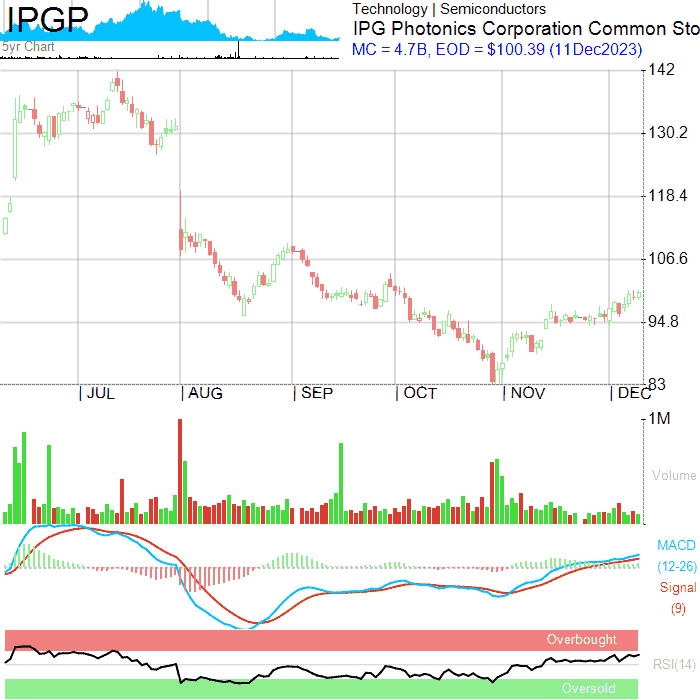 IPGP
5yr Chart
Technology | Semiconductors
IPG Photonics Corporation Common Sto
MC = 4.7B, EOD = $100.39 (11Dec2023)
142
130.2
118.4
106.6
94.8
83
JUL AUG SEP OCT NOV DEC
1M
Volume
MACD
(12-26)
Signal
(9)
Overbought
RSI(14)
Oversold